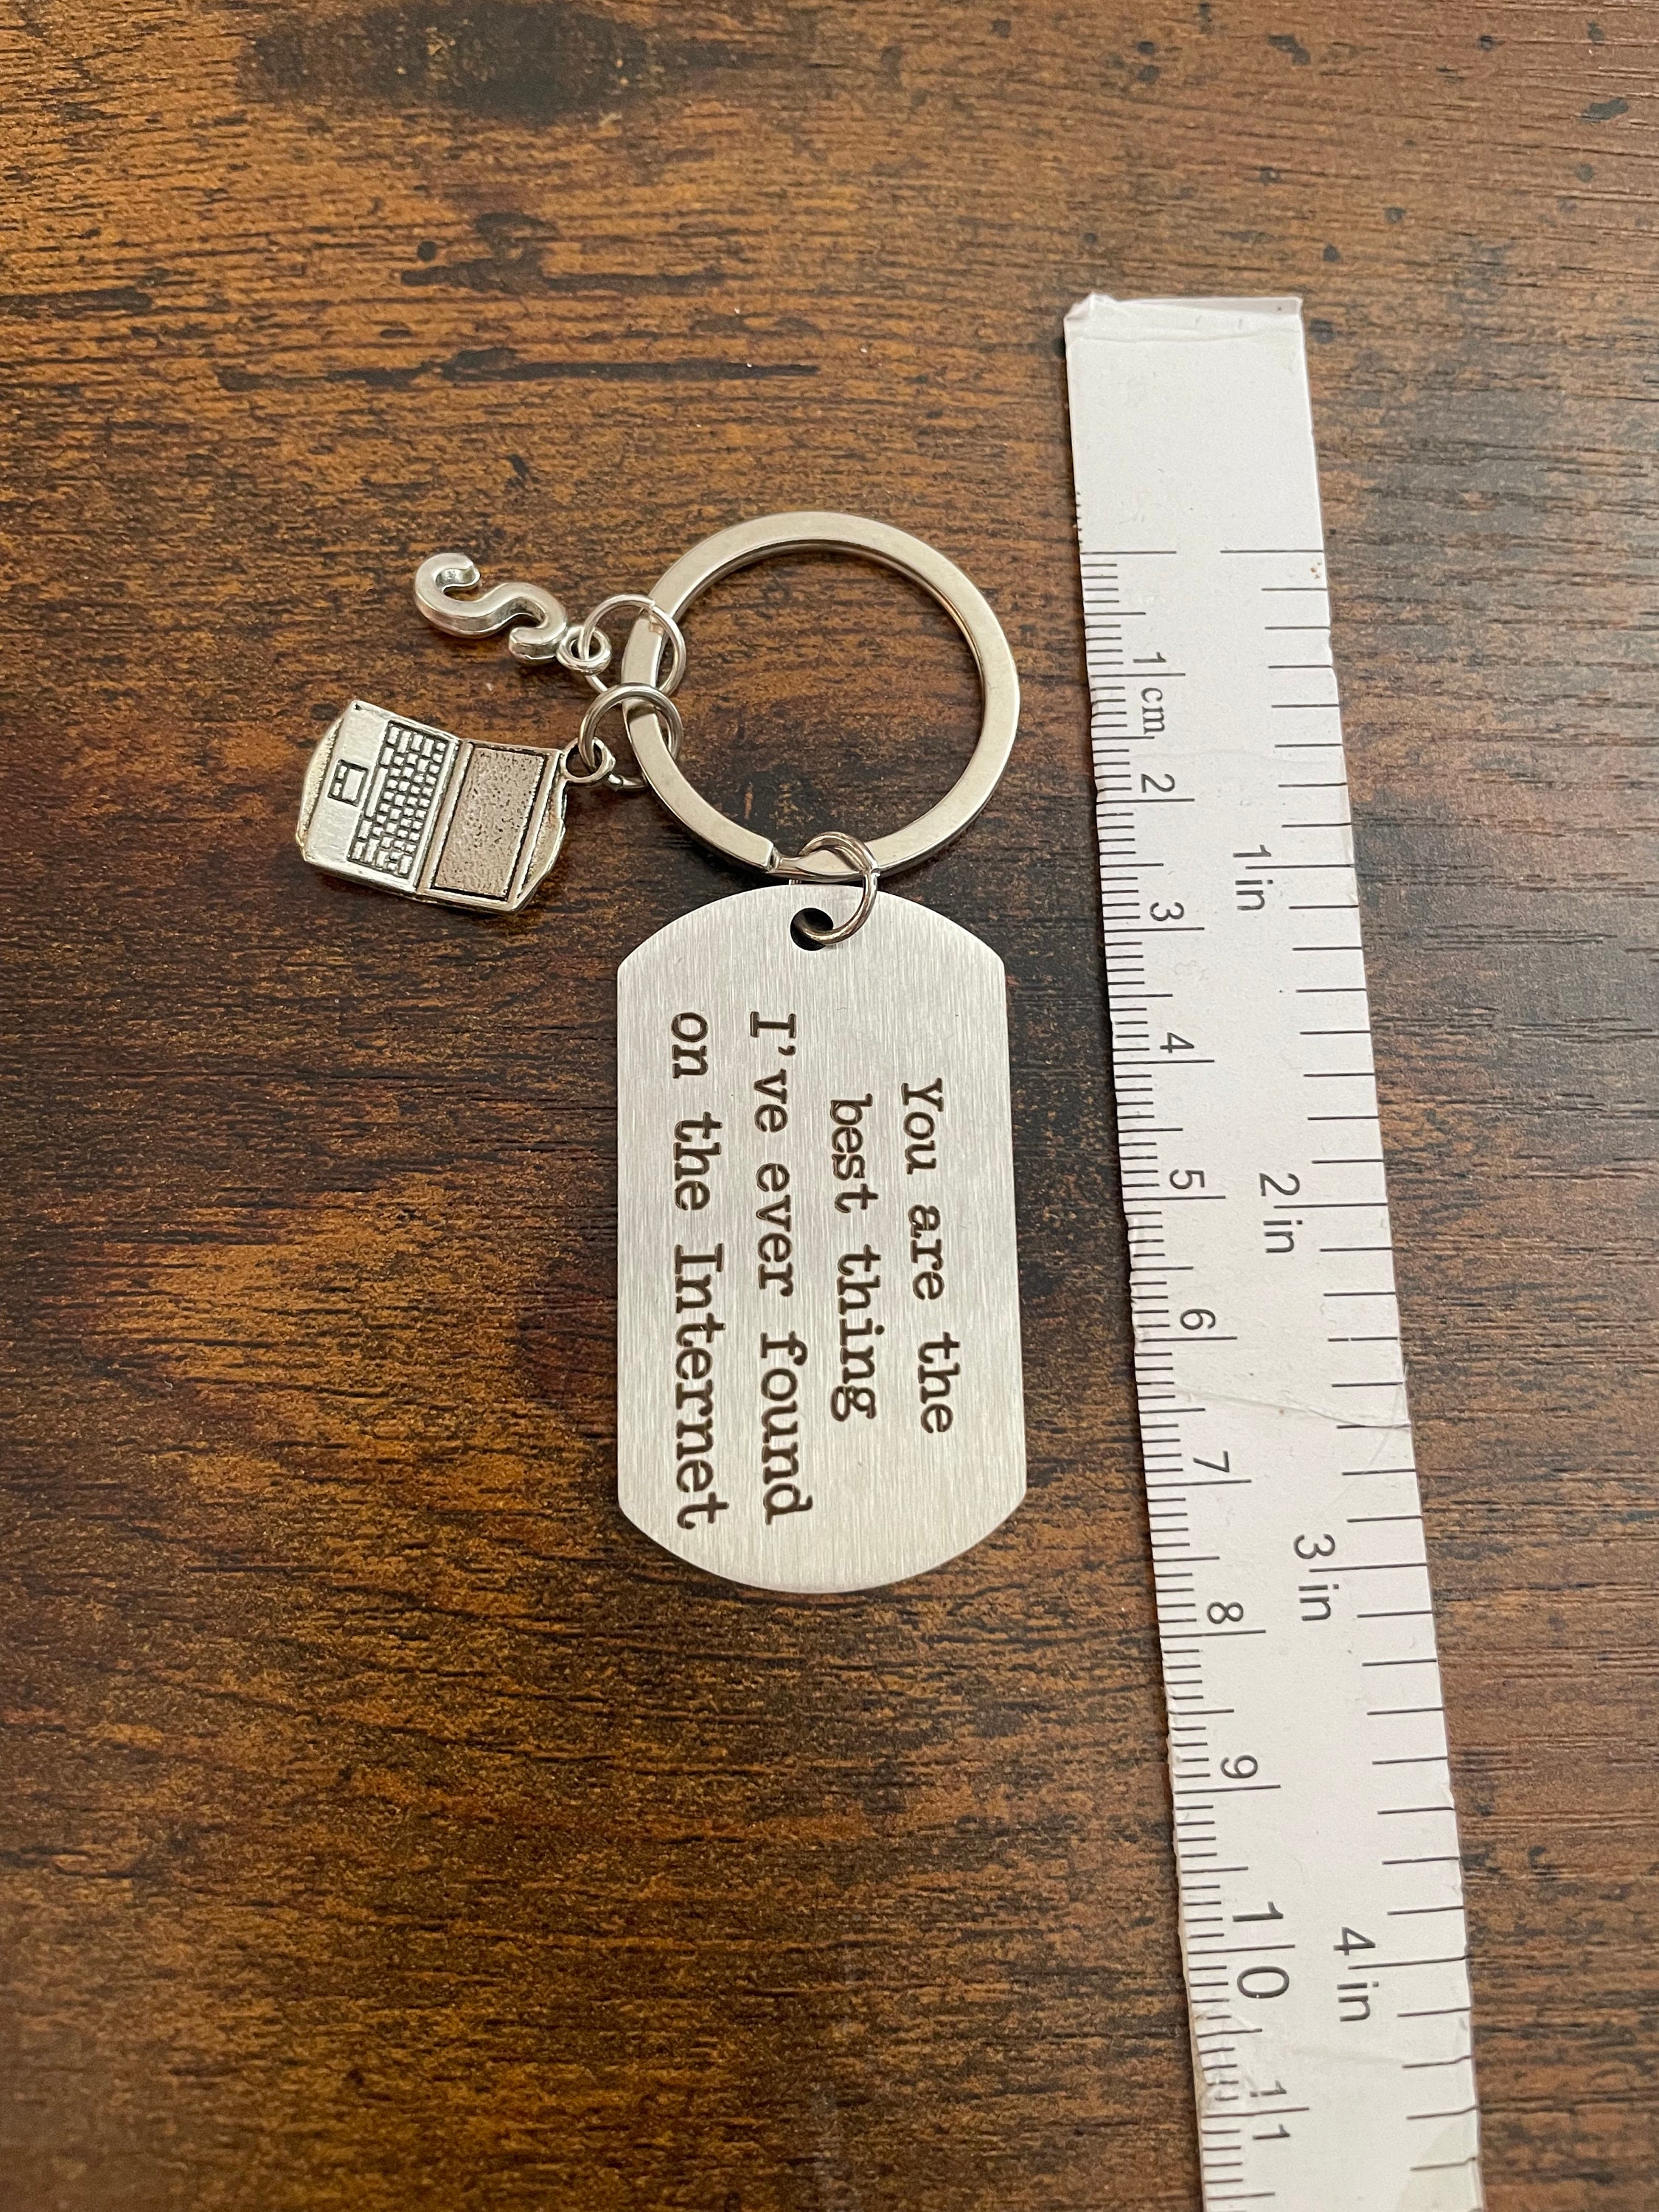 You are the
best thing
I've ever found
on the Internet
S
1 cm 2 3 4 5 6 7 8 9 10 11
1 in 2 in 3 in 4 in